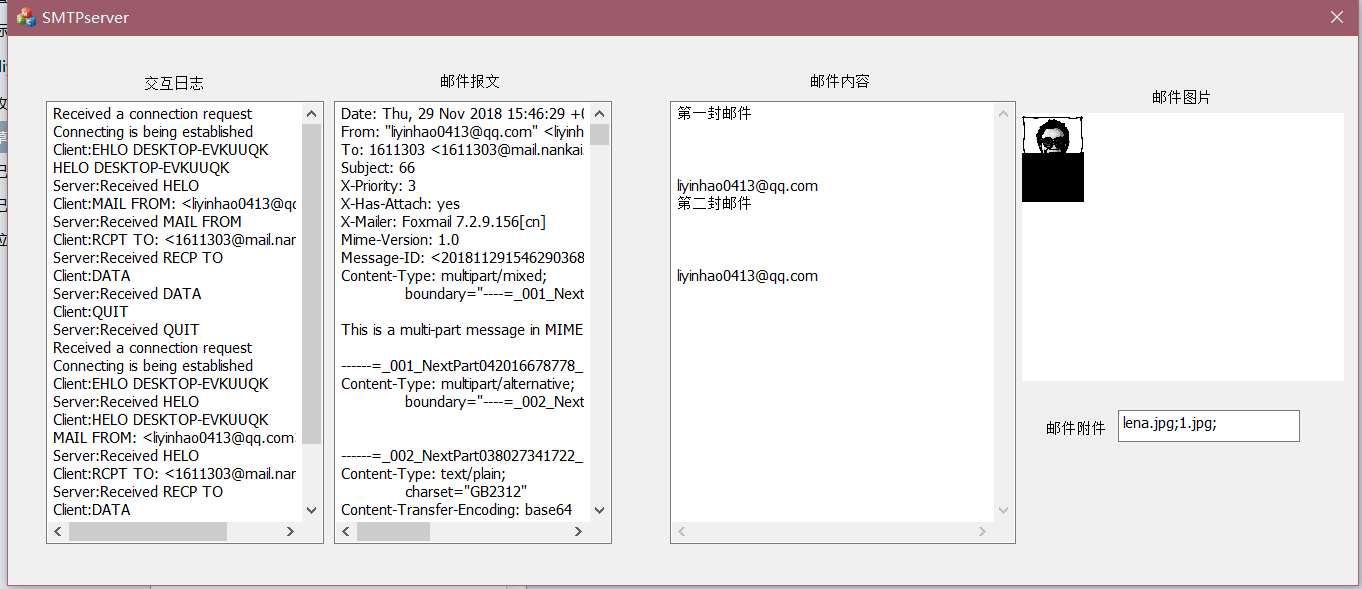 SMTPserver
交互日志
Received a connection request
Connecting is being established
Client:EHLO DESKTOP-EVKUUQK
HELO DESKTOP-EVKUUQK
Server:Received HELO
Client:MAIL FROM: <liyinhao0413@qc
Server:Received MAIL FROM
Client:RCPT TO: <1611303@mail.nar
Server:Received RECP TO
Client:DATA
Server:Received DATA
Client:QUIT
Server:Received QUIT
Received a connection request
Connecting is being established
Client:EHLO DESKTOP-EVKUUQK
Server:Received HELO
Client:HELO DESKTOP-EVKUUQK
MAIL FROM: <liyinhao0413@qq.com
Server:Received HELO
Client:RCPT TO: <1611303@mail.nar
Server:Received RECP TO
Client:DATA
邮件报文
Date: Thu, 29 Nov 2018 15:46:29 +0
From: "liyinhao0413@qq.com" <liyinh
To: 1611303 <1611303@mail.nankai.
Subject: 66
X-Priority: 3
X-Has-Attach: yes
X-Mailer: Foxmail 7.2.9.156[cn]
Mime-Version: 1.0
Message-ID: <201811291546290368
Content-Type: multipart/mixed;
boundary="----=_001_Next
This is a multi-part message in MIME
------=_001_NextPart042016678778_
Content-Type: multipart/alternative;
boundary="----=_002_Next
------=_002_NextPart038027341722_
Content-Type: text/plain;
charset="GB2312"
Content-Transfer-Encoding: base64
邮件内容
第一封邮件
liyinhao0413@qq.com
第二封邮件
liyinhao0413@qq.com
邮件图片
邮件附件
lena.jpg;1.jpg;